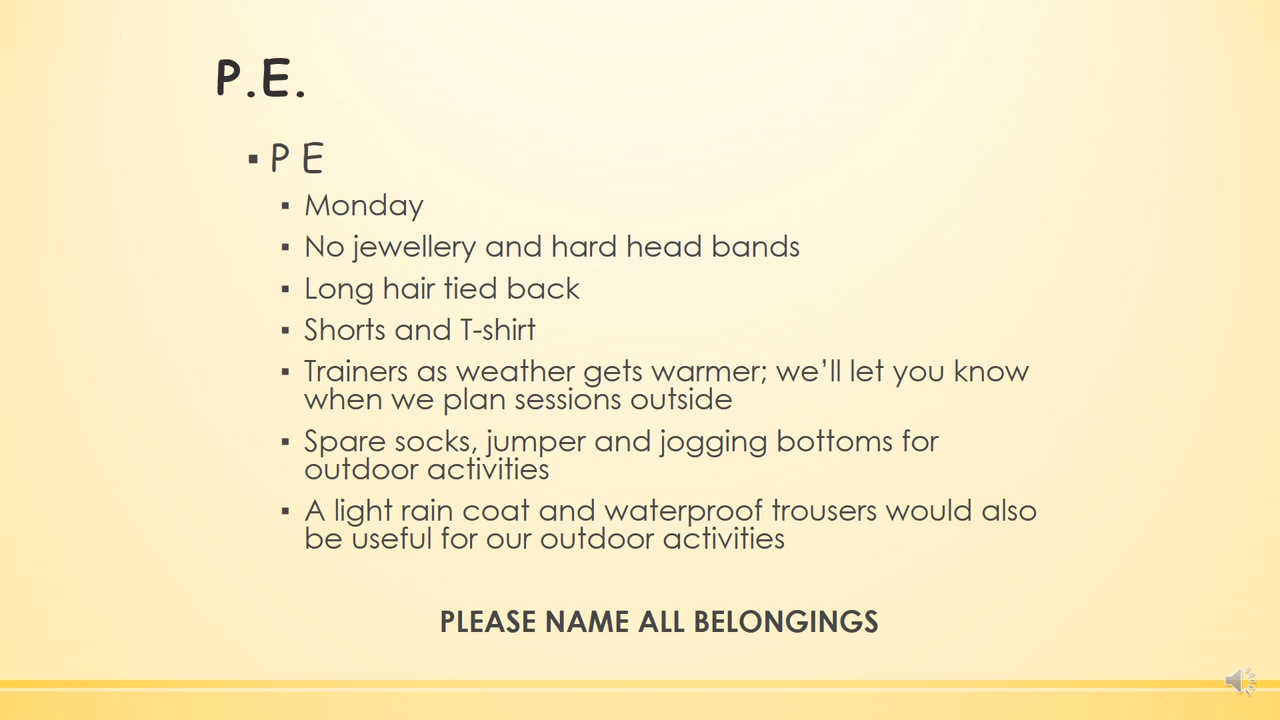 P.E.
▪ P E
▪ Monday
▪ No jewellery and hard head bands
▪ Long hair tied back
▪ Shorts and T-shirt
▪ Trainers as weather gets warmer; we’ll let you know
when we plan sessions outside
▪ Spare socks, jumper and jogging bottoms for
outdoor activities
▪ A light rain coat and waterproof trousers would also
be useful for our outdoor activities
PLEASE NAME ALL BELONGINGS